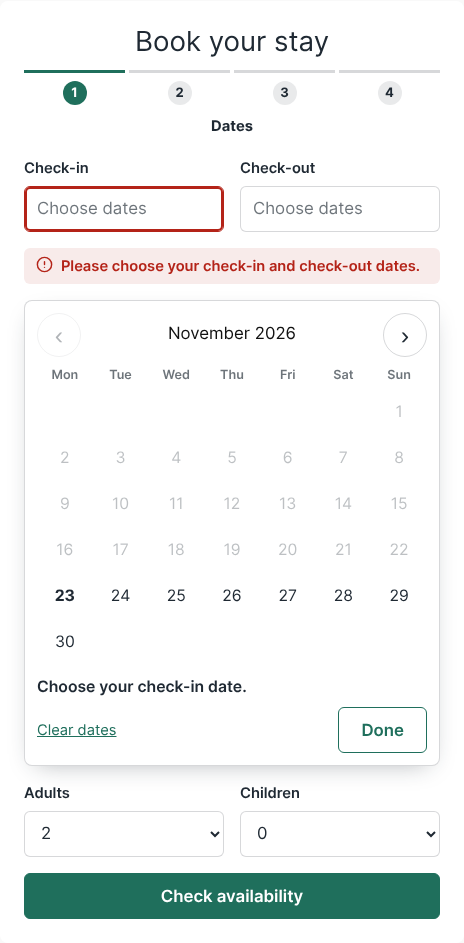 Book your stay
1 2 3 4
Dates
Check-in Check-out
Choose dates Choose dates
Please choose your check-in and check-out dates.
‹ November 2026 ›
Mon Tue Wed Thu Fri Sat Sun
1
2 3 4 5 6 7 8
9 10 11 12 13 14 15
16 17 18 19 20 21 22
23 24 25 26 27 28 29
30
Choose your check-in date.
Clear dates Done
Adults Children
2 0
Check availability